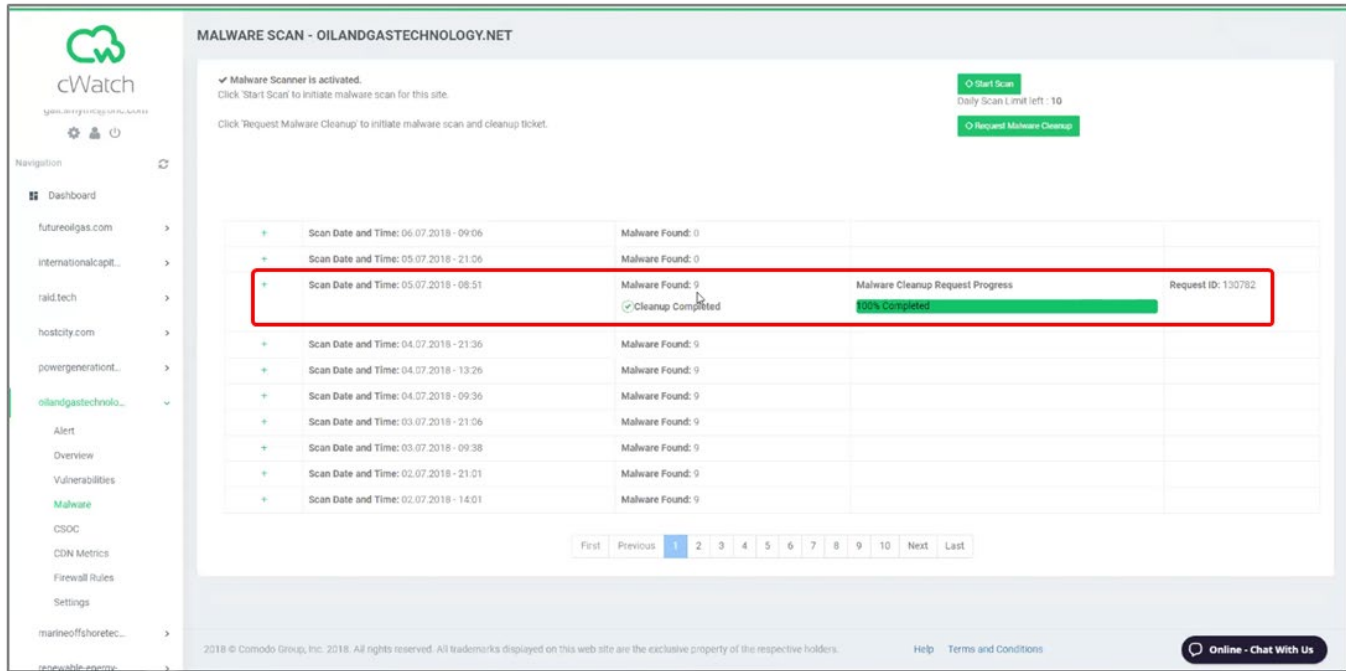 cWatch
Navigation
Dashboard
futureoilgas.com
internationalcapit...
raid.tech
hostcity.com
powergenerationt...
oilandgastechnolo...
Alert
Overview
Vulnerabilities
Malware
CSOC
CDN Metrics
Firewall Rules
Settings
marineoffshoretec...
renewable-energy-
MALWARE SCAN - OILANDGASTECHNOLOGY.NET
Malware Scanner is activated.
Click 'Start Scan' to initiate malware scan for this site.
Click 'Request Malware Cleanup' to initiate malware scan and cleanup ticket.
Start Scan
Daily Scan Limit left : 10
Request Malware Cleanup
+ Scan Date and Time: 06.07.2018 - 09:06 Malware Found: 0
+ Scan Date and Time: 05.07.2018 - 21:06 Malware Found: 0
+ Scan Date and Time: 05.07.2018 - 08:51 Malware Found: 9 Malware Cleanup Request Progress Request ID: 130782
Cleanup Completed 100% Completed
+ Scan Date and Time: 04.07.2018 - 21:36 Malware Found: 9
+ Scan Date and Time: 04.07.2018 - 13:26 Malware Found: 9
+ Scan Date and Time: 04.07.2018 - 09:36 Malware Found: 9
+ Scan Date and Time: 03.07.2018 - 21:06 Malware Found: 9
+ Scan Date and Time: 03.07.2018 - 09:38 Malware Found: 9
+ Scan Date and Time: 02.07.2018 - 21:01 Malware Found: 9
+ Scan Date and Time: 02.07.2018 - 14:01 Malware Found: 9
First Previous 1 2 3 4 5 6 7 8 9 10 Next Last
2018 © Comodo Group, Inc. 2018. All rights reserved. All trademarks displayed on this web site are the exclusive property of the respective holders. Help Terms and Conditions
Online - Chat With Us